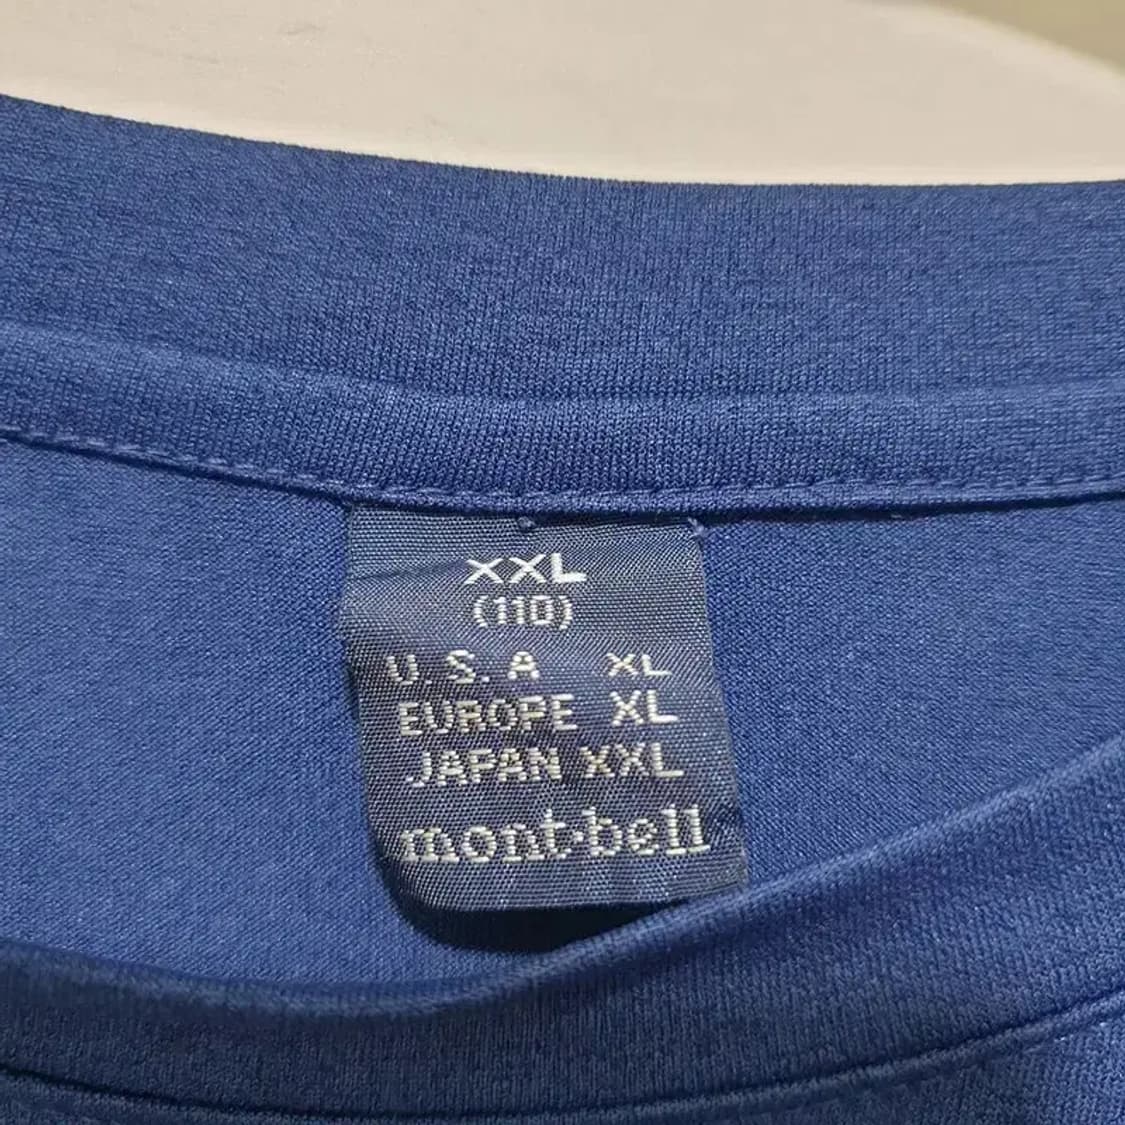 XXL
(110)
U.S.A XL
EUROPE XL
JAPAN XXL
mont·bell